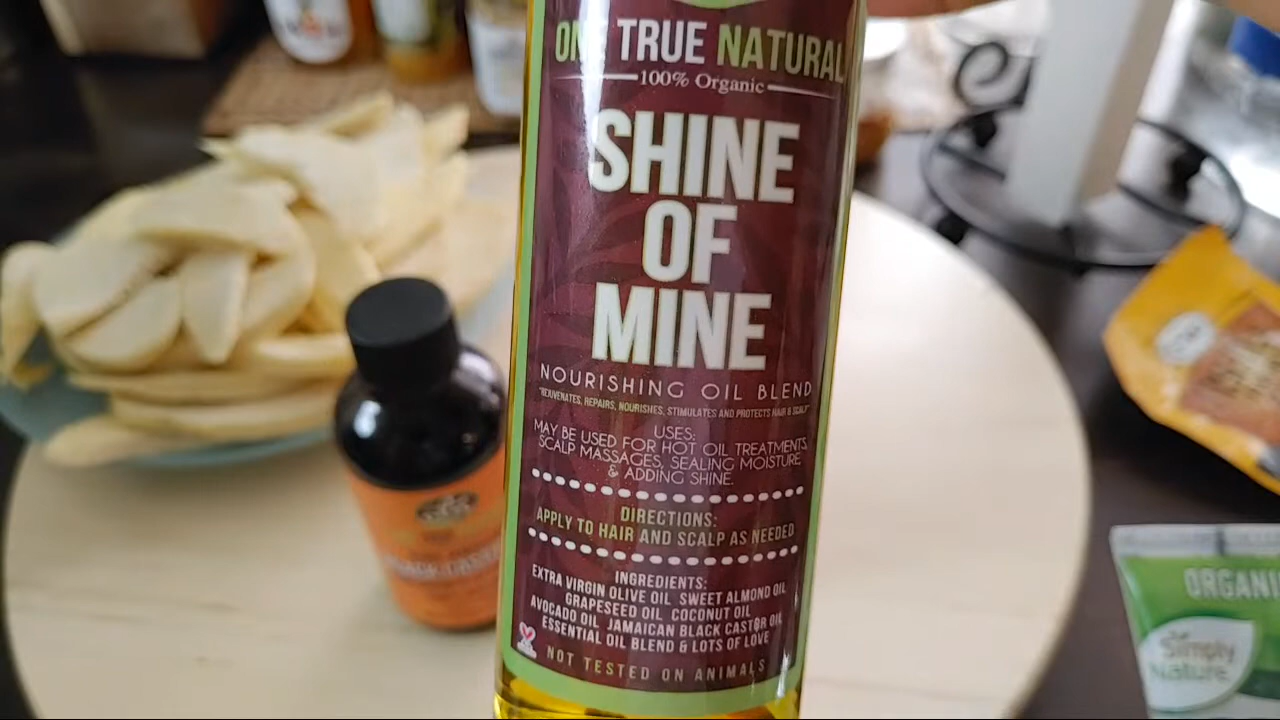 TRUE NATURAL
100% Organic
SHINE
OF
MINE
NOURISHING OIL BLEND
"REJUVENATES, REPAIRS, NOURISHES, STIMULATES AND PROTECTS HAIR & SCALP"
USES:
MAY BE USED FOR HOT OIL TREATMENTS,
SCALP MASSAGES, SEALING MOISTURE
& ADDING SHINE.
DIRECTIONS:
APPLY TO HAIR AND SCALP AS NEEDED
INGREDIENTS:
EXTRA VIRGIN OLIVE OIL SWEET ALMOND OIL
GRAPESEED OIL COCONUT OIL
AVOCADO OIL JAMAICAN BLACK CASTOR OIL
ESSENTIAL OIL BLEND & LOTS OF LOVE
NOT TESTED ON ANIMALS
ORGANI
Simply
Nature